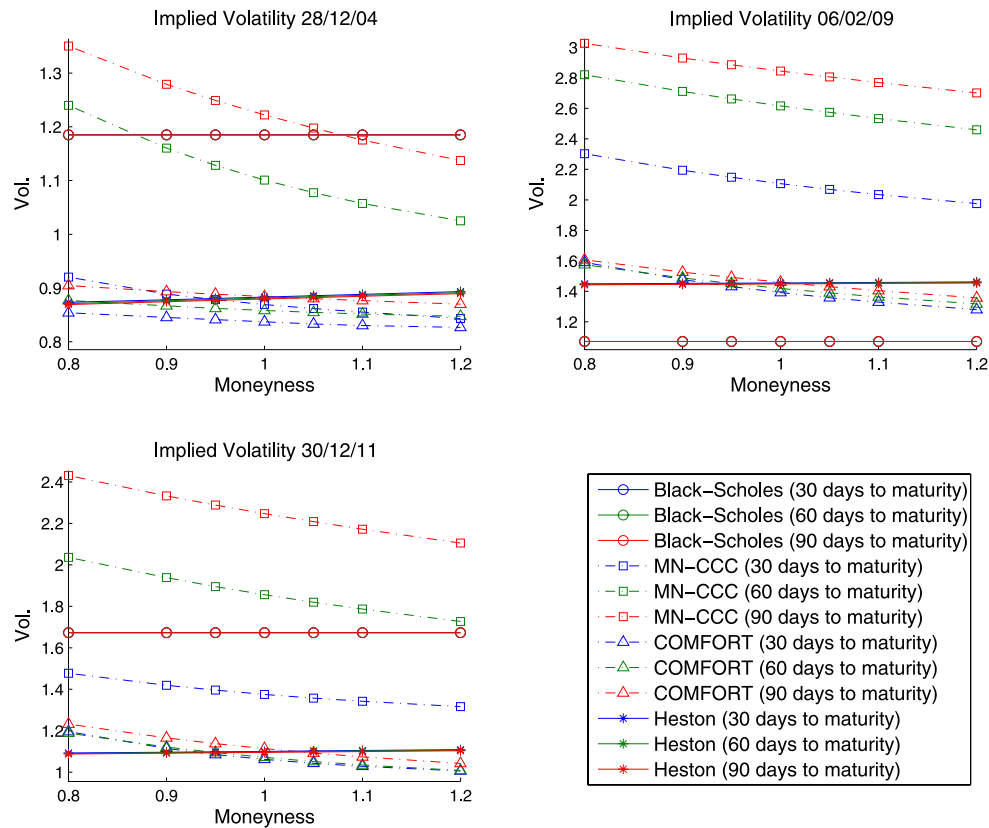 Implied Volatility 28/12/04
Vol.
1.3
1.2
1.1
1
0.9
0.8
0.8
0.9
1
1.1
1.2
Moneyness
Implied Volatility 06/02/09
Vol.
3
2.8
2.6
2.4
2.2
2
1.8
1.6
1.4
1.2
0.8
0.9
1
1.1
1.2
Moneyness
Implied Volatility 30/12/11
Vol.
2.4
2.2
2
1.8
1.6
1.4
1.2
1
0.8
0.9
1
1.1
1.2
Moneyness
Black−Scholes (30 days to maturity)
Black−Scholes (60 days to maturity)
Black−Scholes (90 days to maturity)
MN−CCC (30 days to maturity)
MN−CCC (60 days to maturity)
MN−CCC (90 days to maturity)
COMFORT (30 days to maturity)
COMFORT (60 days to maturity)
COMFORT (90 days to maturity)
Heston (30 days to maturity)
Heston (60 days to maturity)
Heston (90 days to maturity)